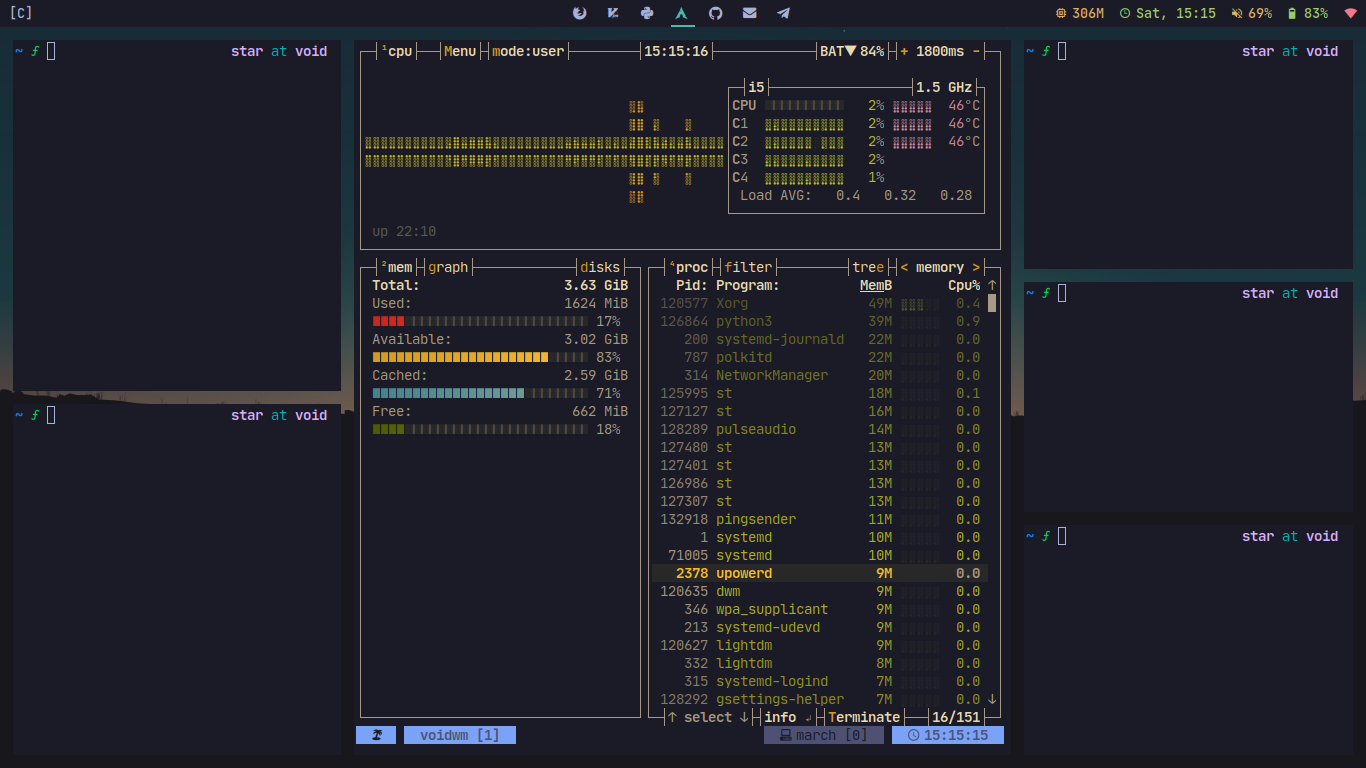 [C] 306M Sat, 15:15 69% 83%
~ ƒ star at void
~ ƒ star at void
¹cpu Menu mode:user 15:15:16 BAT▼ 84% + 1800ms -
i5 1.5 GHz
CPU 2% 46°C
C1 2% 46°C
C2 2% 46°C
C3 2%
C4 1%
Load AVG: 0.4 0.32 0.28
up 22:10
²mem graph disks
Total: 3.63 GiB
Used: 1624 MiB
17%
Available: 3.02 GiB
83%
Cached: 2.59 GiB
71%
Free: 662 MiB
18%
⁴proc filter tree < memory >
Pid: Program: MemB Cpu% ↑
120577 Xorg 49M 0.4
126864 python3 39M 0.9
200 systemd-journald 22M 0.0
787 polkitd 22M 0.0
314 NetworkManager 20M 0.0
125995 st 18M 0.1
127127 st 16M 0.0
128289 pulseaudio 14M 0.0
127480 st 13M 0.0
127401 st 13M 0.0
126986 st 13M 0.0
127307 st 13M 0.0
132918 pingsender 11M 0.0
1 systemd 10M 0.0
71005 systemd 10M 0.0
2378 upowerd 9M 0.0
120635 dwm 9M 0.0
346 wpa_supplicant 9M 0.0
213 systemd-udevd 9M 0.0
120627 lightdm 9M 0.0
332 lightdm 8M 0.0
315 systemd-logind 7M 0.0
128292 gsettings-helper 7M 0.0 ↓
↑ select ↓ info ↲ Terminate 16/151
voidwm [1] march [0] 15:15:15
~ ƒ star at void
~ ƒ star at void
~ ƒ star at void